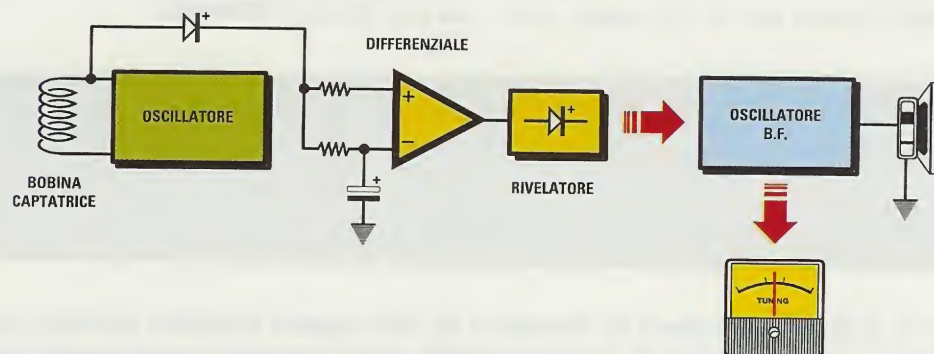 DIFFERENZIALE
OSCILLATORE
BOBINA
CAPTATRICE
+
+
–
+
+
RIVELATORE
OSCILLATORE
B.F.
TUNING